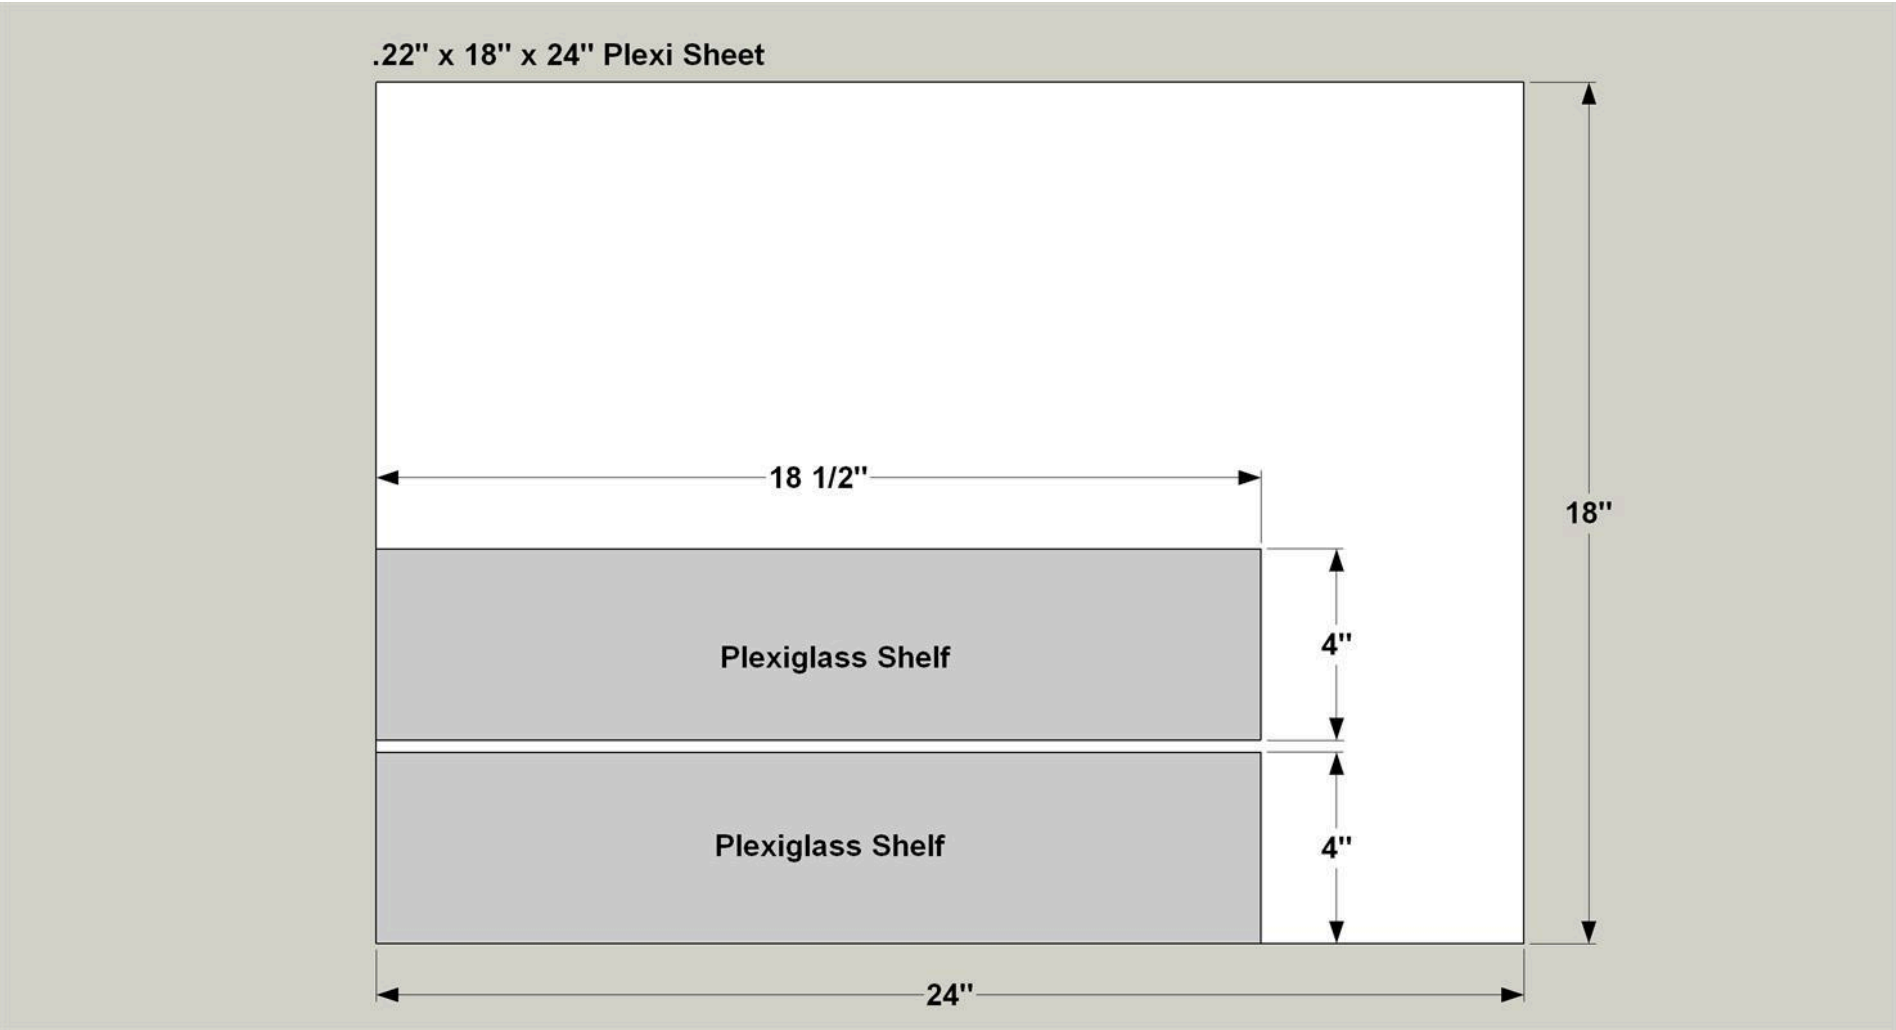 .22" x 18" x 24" Plexi Sheet
18 1/2"
18"
4"
Plexiglass Shelf
Plexiglass Shelf
4"
24"